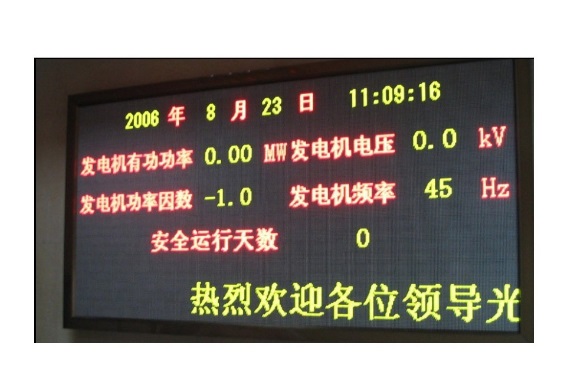 2006 年 8 月 23 日 11:09:16
发电机有功功率 0.00 MW 发电机电压 0.0 kV
发电机功率因数 -1.0 发电机频率 45 Hz
安全运行天数 0
热烈欢迎各位领导光